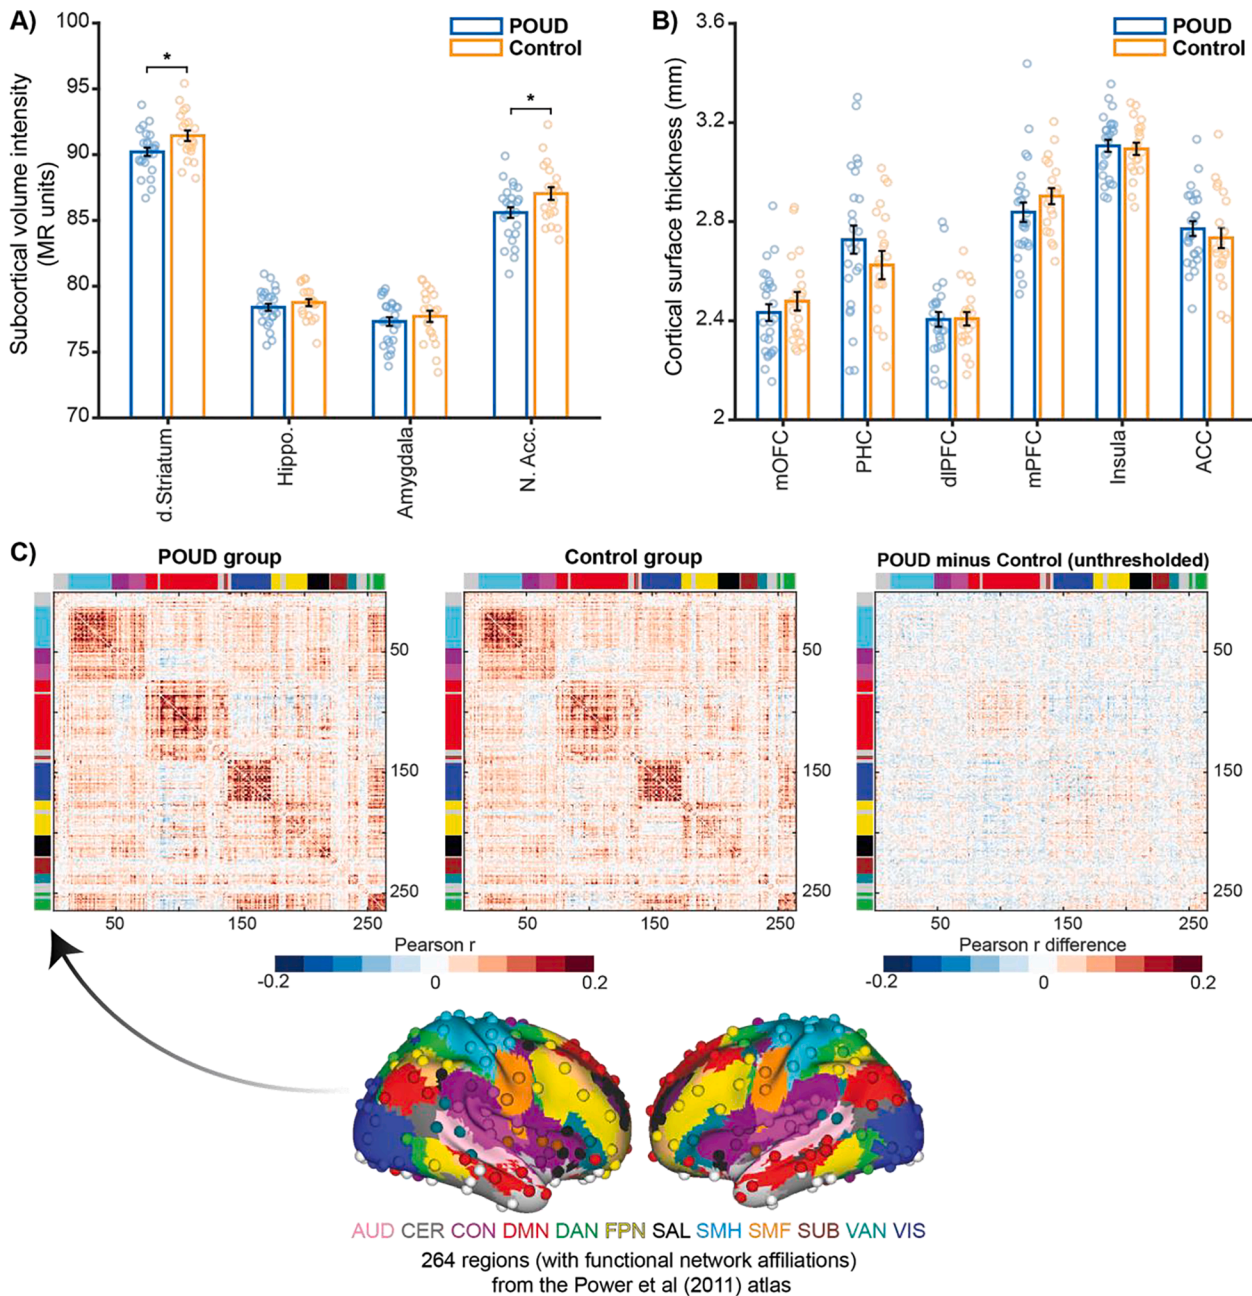 A)
POUD
Control
Subcortical volume intensity
(MR units)
100
95
90
85
80
75
70
*
*
d.Striatum
Hippo.
Amygdala
N. Acc.
B)
POUD
Control
Cortical surface thickness (mm)
3.6
3.2
2.8
2.4
2
mOFC
PHC
dlPFC
mPFC
Insula
ACC
C)
POUD group
50
150
250
50 150 250
Control group
50
150
250
50 150 250
POUD minus Control (unthresholded)
50
150
250
50 150 250
Pearson r
-0.2 0 0.2
Pearson r difference
-0.2 0 0.2
AUD CER CON DMN DAN FPN SAL SMH SMF SUB VAN VIS
264 regions (with functional network affiliations)
from the Power et al (2011) atlas